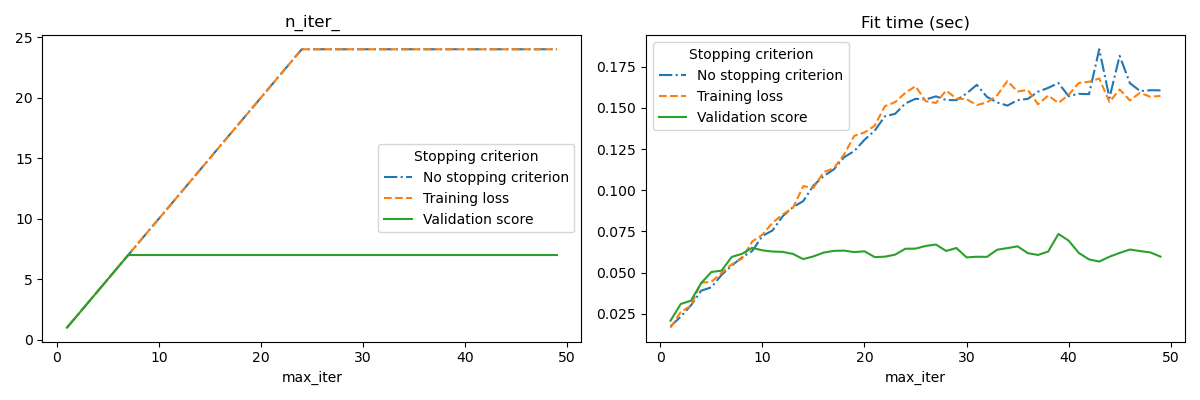 n_iter_
25
20
15
10
5
0
Stopping criterion
No stopping criterion
Training loss
Validation score
0 10 20 30 40 50
max_iter
Fit time (sec)
0.175
0.150
0.125
0.100
0.075
0.050
0.025
Stopping criterion
No stopping criterion
Training loss
Validation score
0 10 20 30 40 50
max_iter